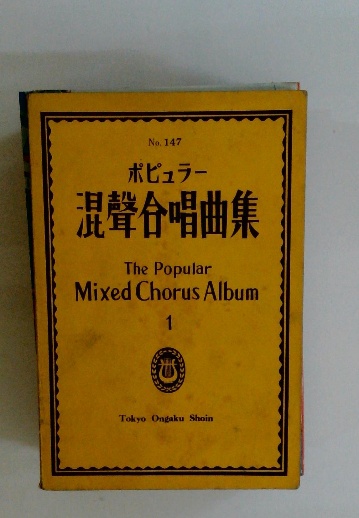 No. 147
ポピュラー
混聲合唱曲集
The Popular
Mixed Chorus Album
1
Tokyo Ongaku Shoin